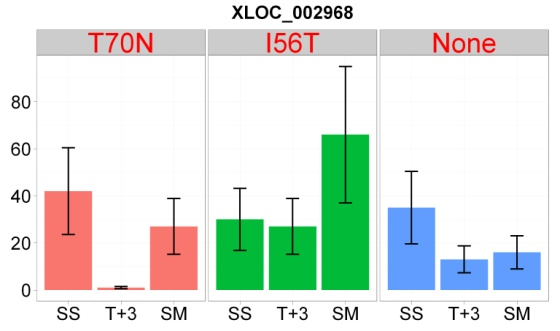 XLOC_002968
T70N I56T None
80
60
40
20
0
SS T+3 SM SS T+3 SM SS T+3 SM